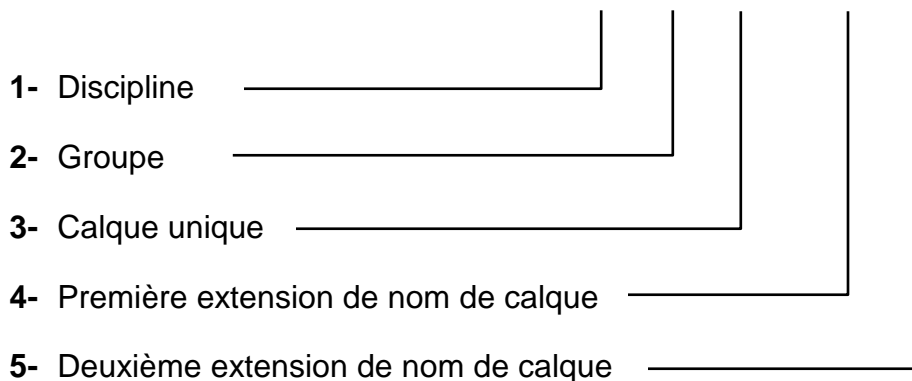 1- Discipline
2- Groupe
3- Calque unique
4- Première extension de nom de calque
5- Deuxième extension de nom de calque